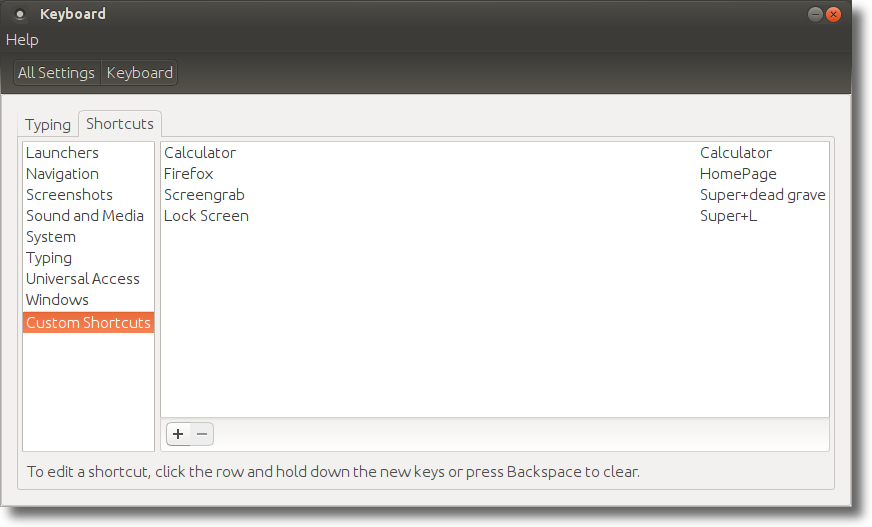 Keyboard
Help
All Settings Keyboard
Typing Shortcuts
Launchers
Navigation
Screenshots
Sound and Media
System
Typing
Universal Access
Windows
Custom Shortcuts
Calculator Calculator
Firefox HomePage
Screengrab Super+dead grave
Lock Screen Super+L
To edit a shortcut, click the row and hold down the new keys or press Backspace to clear.